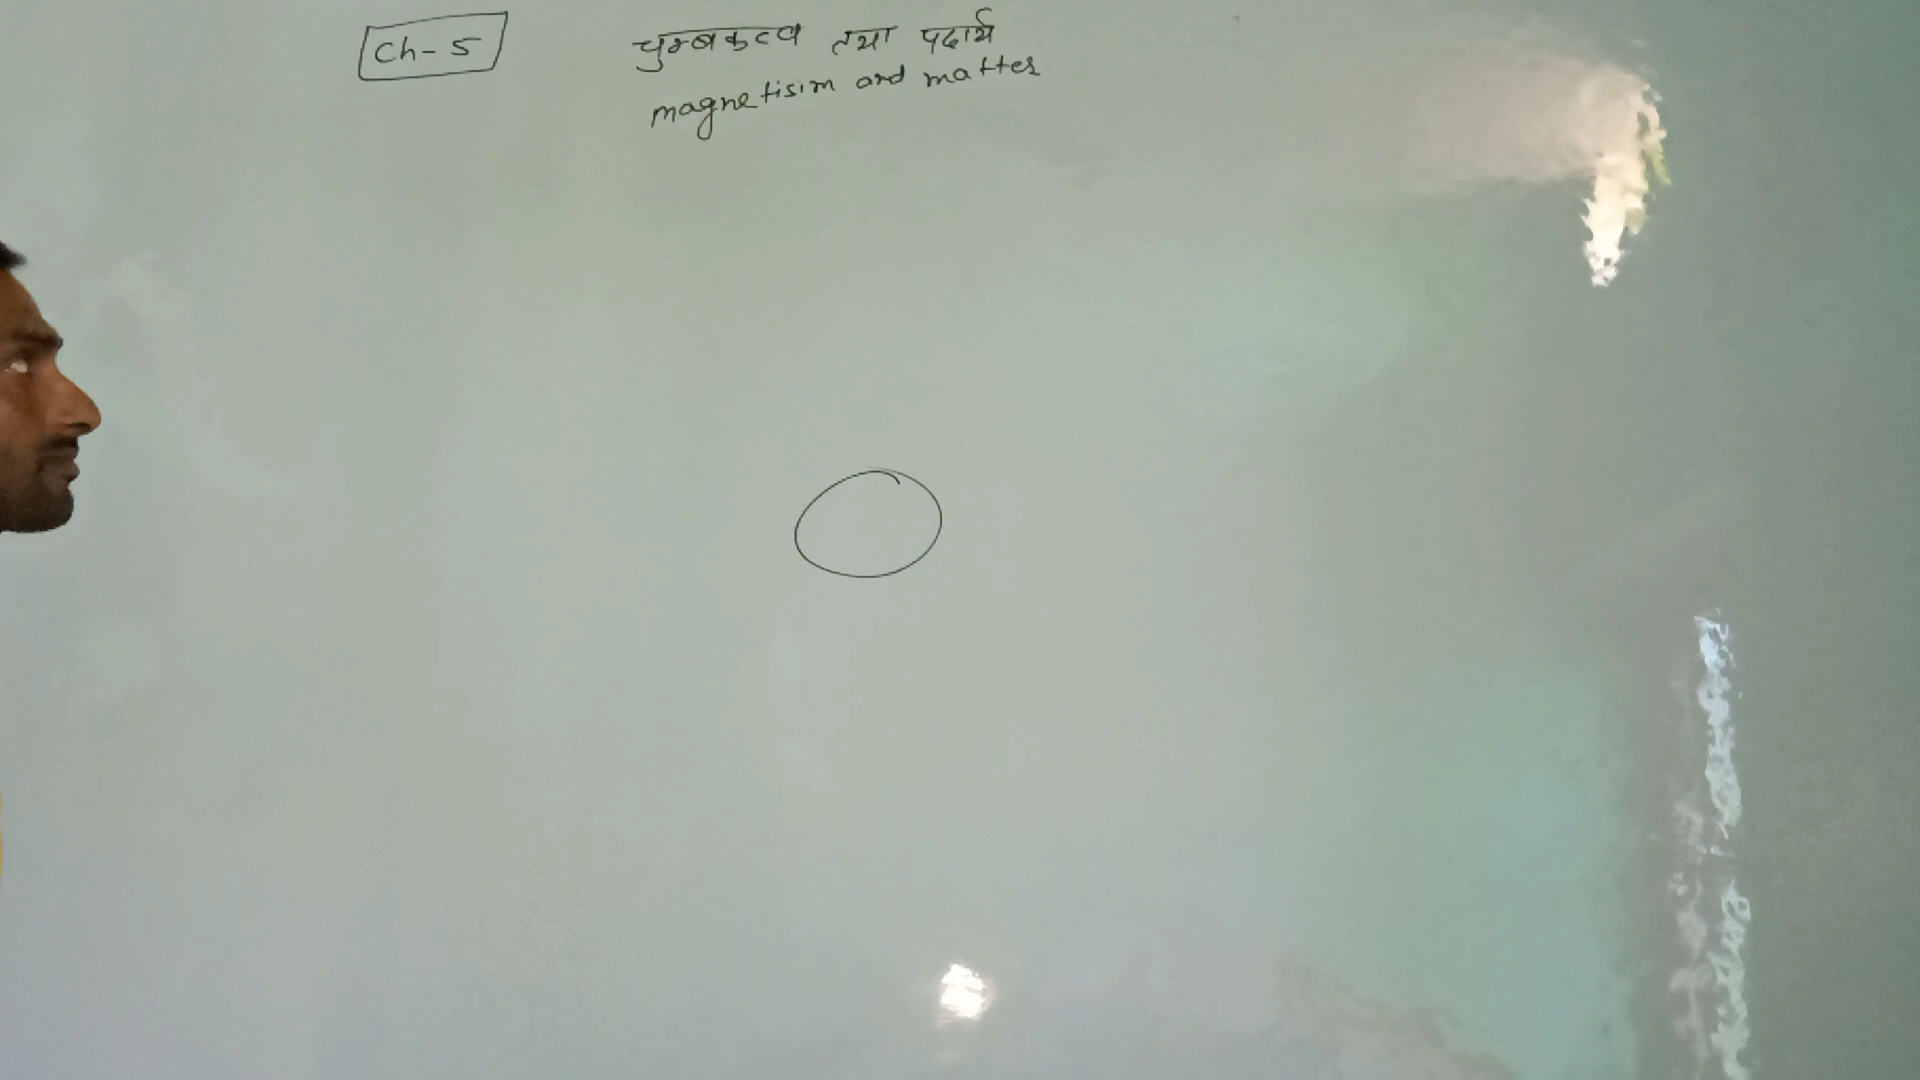 Ch-5
चुम्बकत्व तथा पदार्थ
magnetisim and matter